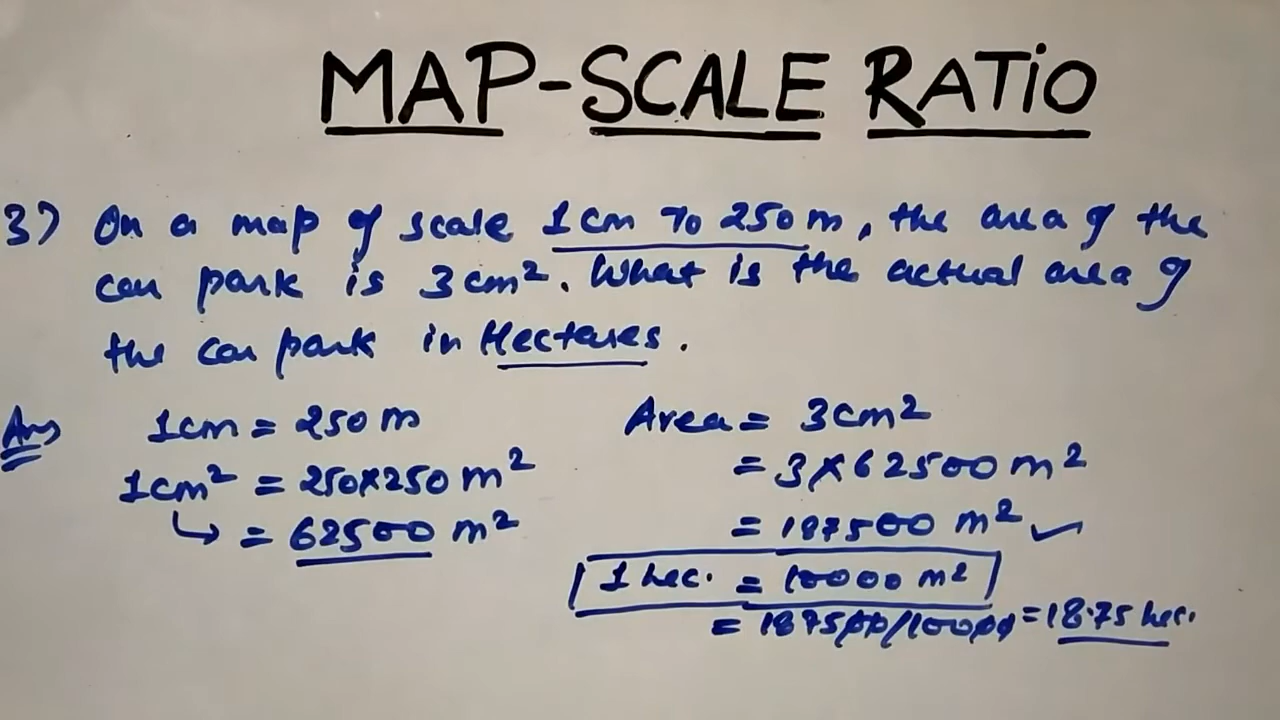 MAP-SCALE RATIO
3) On a map of scale 1cm to 250m, the area of the
car park is 3cm². What is the actual area of
the car park in Hectares.
Ans
1cm = 250 m
1cm² = 250×250 m²
↳ = 62500 m²
Area = 3cm²
= 3×62500 m²
= 187500 m² ✓
1 hec. = 10000 m²
= 187500/10000 = 18.75 hec.